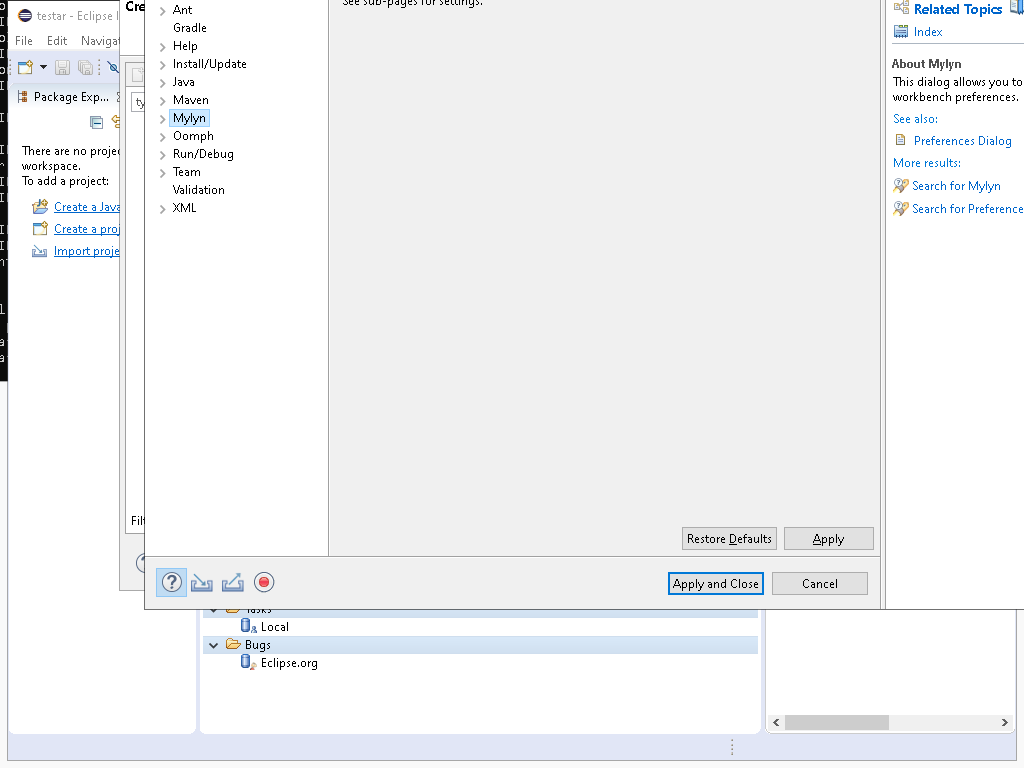 testar - Eclipse I
File Edit Naviga
Package Exp...
There are no proje
workspace.
To add a project:
Create a Java
Create a proj
Import proje
Cre
ty
Filt
Ant
Gradle
Help
Install/Update
Java
Maven
Mylyn
Oomph
Run/Debug
Team
Validation
XML
See sub-pages for settings.
Restore Defaults
Apply
Apply and Close
Cancel
Related Topics
Index
About Mylyn
This dialog allows you to
workbench preferences.
See also:
Preferences Dialog
More results:
Search for Mylyn
Search for Preference
Tasks
Local
Bugs
Eclipse.org